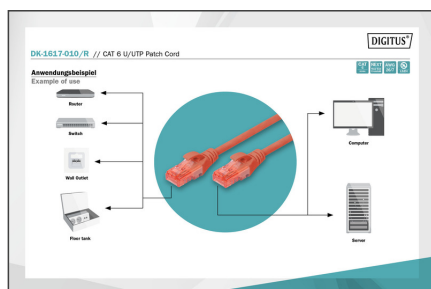 DIGITUS®
DK-1617-010/R // CAT 6 U/UTP Patch Cord
Anwendungsbeispiel
Example of use
Router
Switch
Wall Outlet
Floor tank
Computer
Server